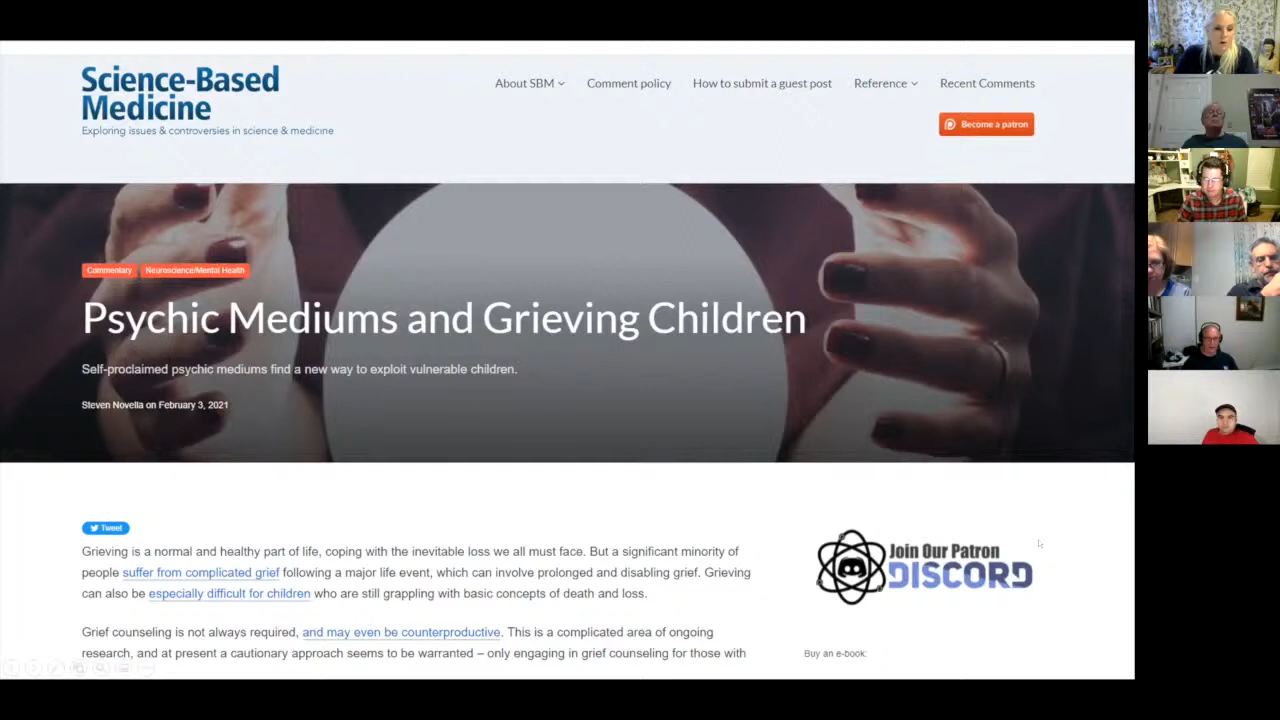 Science-Based
Medicine
Exploring issues & controversies in science & medicine
About SBM
Comment policy
How to submit a guest post
Reference
Recent Comments
Become a patron
Commentary
Neuroscience/Mental Health
Psychic Mediums and Grieving Children
Self-proclaimed psychic mediums find a new way to exploit vulnerable children.
Steven Novella on February 3, 2021
Tweet
Grieving is a normal and healthy part of life, coping with the inevitable loss we all must face. But a significant minority of
people suffer from complicated grief following a major life event, which can involve prolonged and disabling grief. Grieving
can also be especially difficult for children who are still grappling with basic concepts of death and loss.
Grief counseling is not always required, and may even be counterproductive. This is a complicated area of ongoing
research, and at present a cautionary approach seems to be warranted – only engaging in grief counseling for those with
Join Our Patron
DISCORD
Buy an e-book: